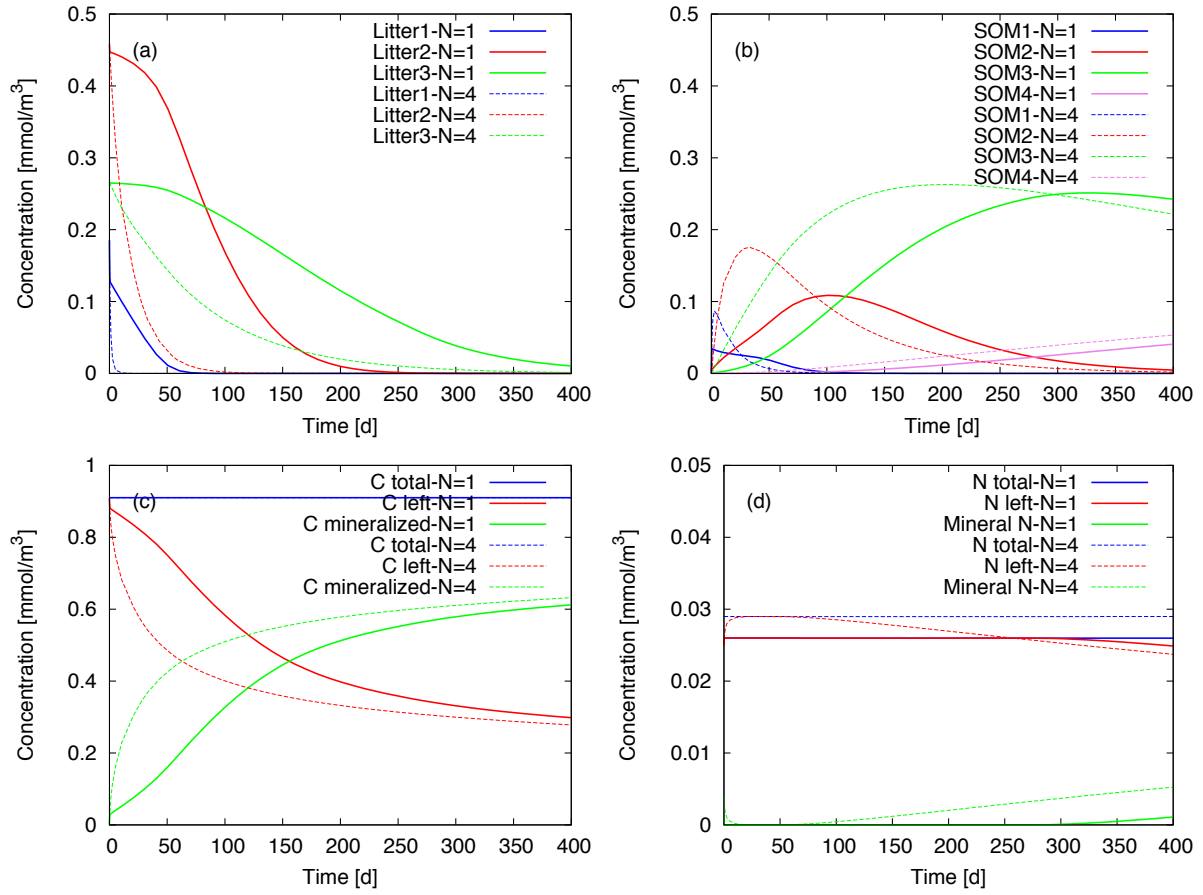 0.5
0.4
0.3
0.2
0.1
0
0 50 100 150 200 250 300 350 400
Concentration [mmol/m³]
Time [d]
(a)
Litter1-N=1
Litter2-N=1
Litter3-N=1
Litter1-N=4
Litter2-N=4
Litter3-N=4
0.5
0.4
0.3
0.2
0.1
0
0 50 100 150 200 250 300 350 400
Concentration [mmol/m³]
Time [d]
(b)
SOM1-N=1
SOM2-N=1
SOM3-N=1
SOM4-N=1
SOM1-N=4
SOM2-N=4
SOM3-N=4
SOM4-N=4
1
0.8
0.6
0.4
0.2
0
0 50 100 150 200 250 300 350 400
Concentration [mmol/m³]
Time [d]
(c)
C total-N=1
C left-N=1
C mineralized-N=1
C total-N=4
C left-N=4
C mineralized-N=4
0.05
0.04
0.03
0.02
0.01
0
0 50 100 150 200 250 300 350 400
Concentration [mmol/m³]
Time [d]
(d)
N total-N=1
N left-N=1
Mineral N-N=1
N total-N=4
N left-N=4
Mineral N-N=4